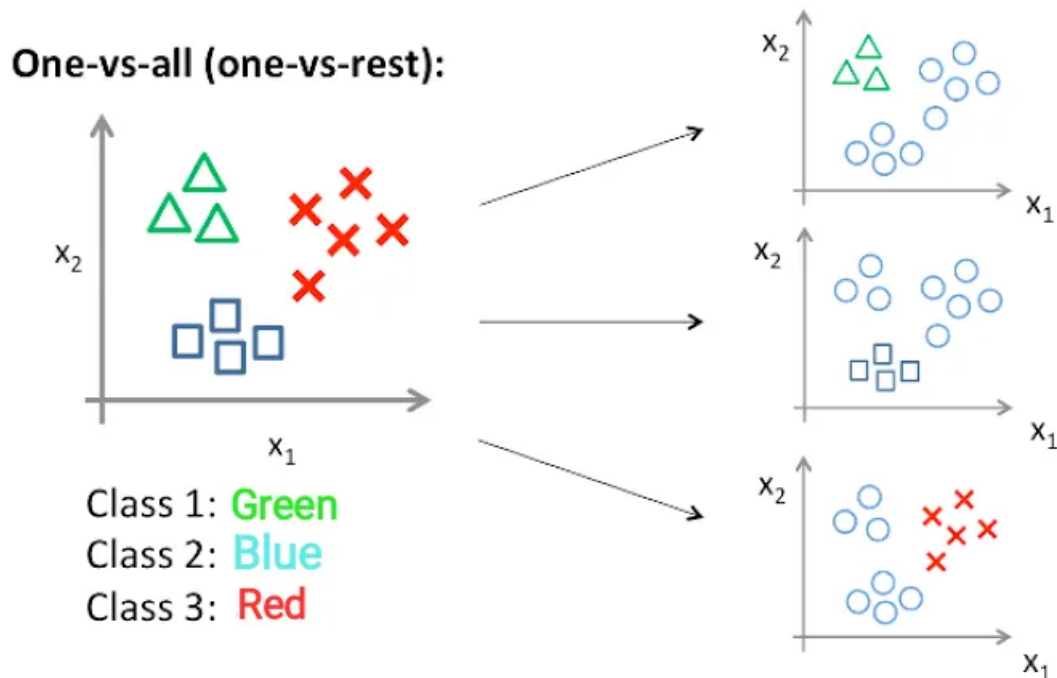 One-vs-all (one-vs-rest):
x₂
x₁
Class 1: Green
Class 2: Blue
Class 3: Red
x₂
x₁
x₂
x₁
x₂
x₁